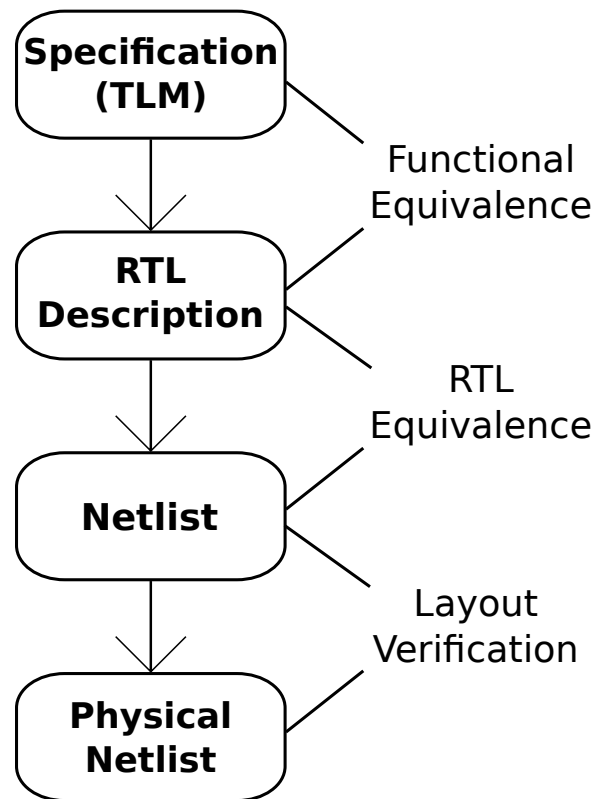 Specification
(TLM)
Functional
Equivalence
RTL
Description
RTL
Equivalence
Netlist
Layout
Verification
Physical
Netlist